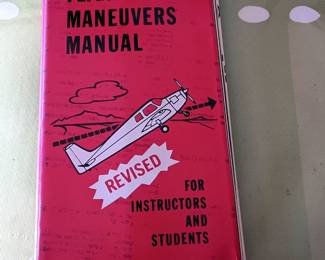 MANEUVERS
MANUAL
REVISED
FOR
INSTRUCTORS
AND
STUDENTS